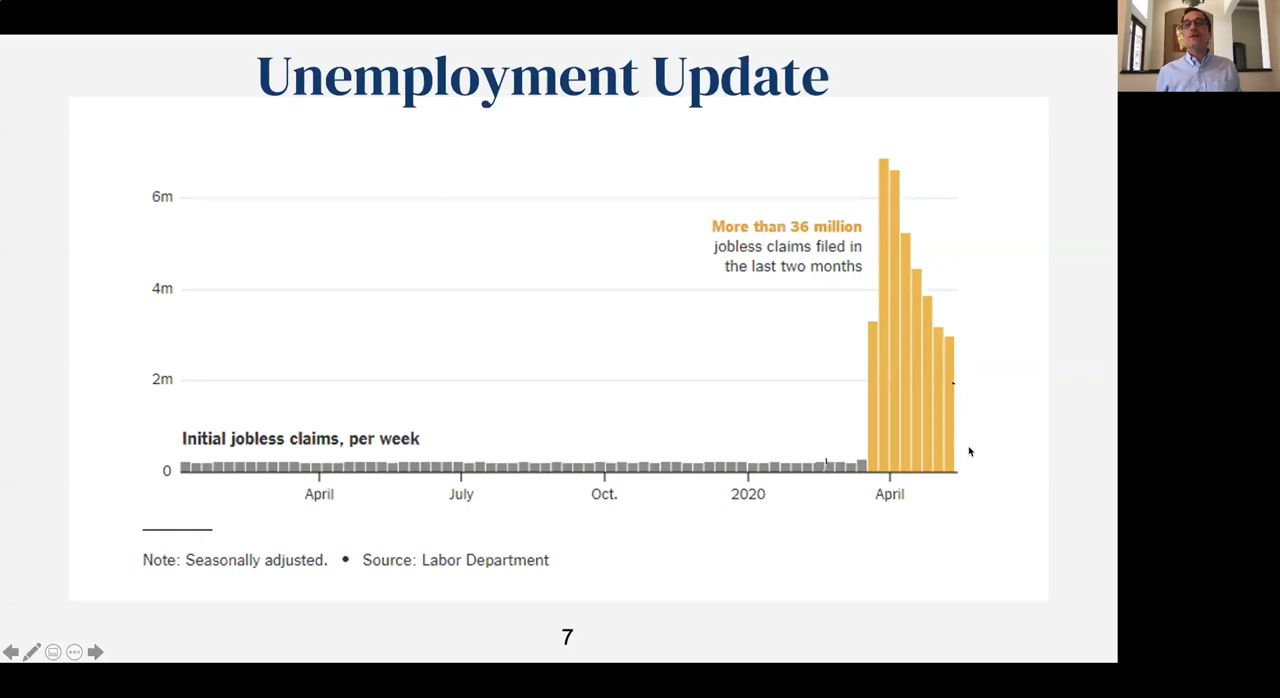 Unemployment Update
6m
More than 36 million
jobless claims filed in
the last two months
4m
2m
Initial jobless claims, per week
0
April July Oct. 2020 April
Note: Seasonally adjusted. • Source: Labor Department
7